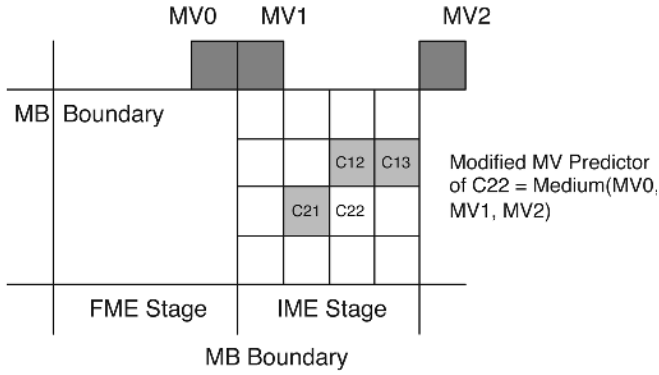 MV0 MV1 MV2
MB Boundary
C12 C13
Modified MV Predictor
of C22 = Medium(MV0,
MV1, MV2)
C21 C22
FME Stage IME Stage
MB Boundary